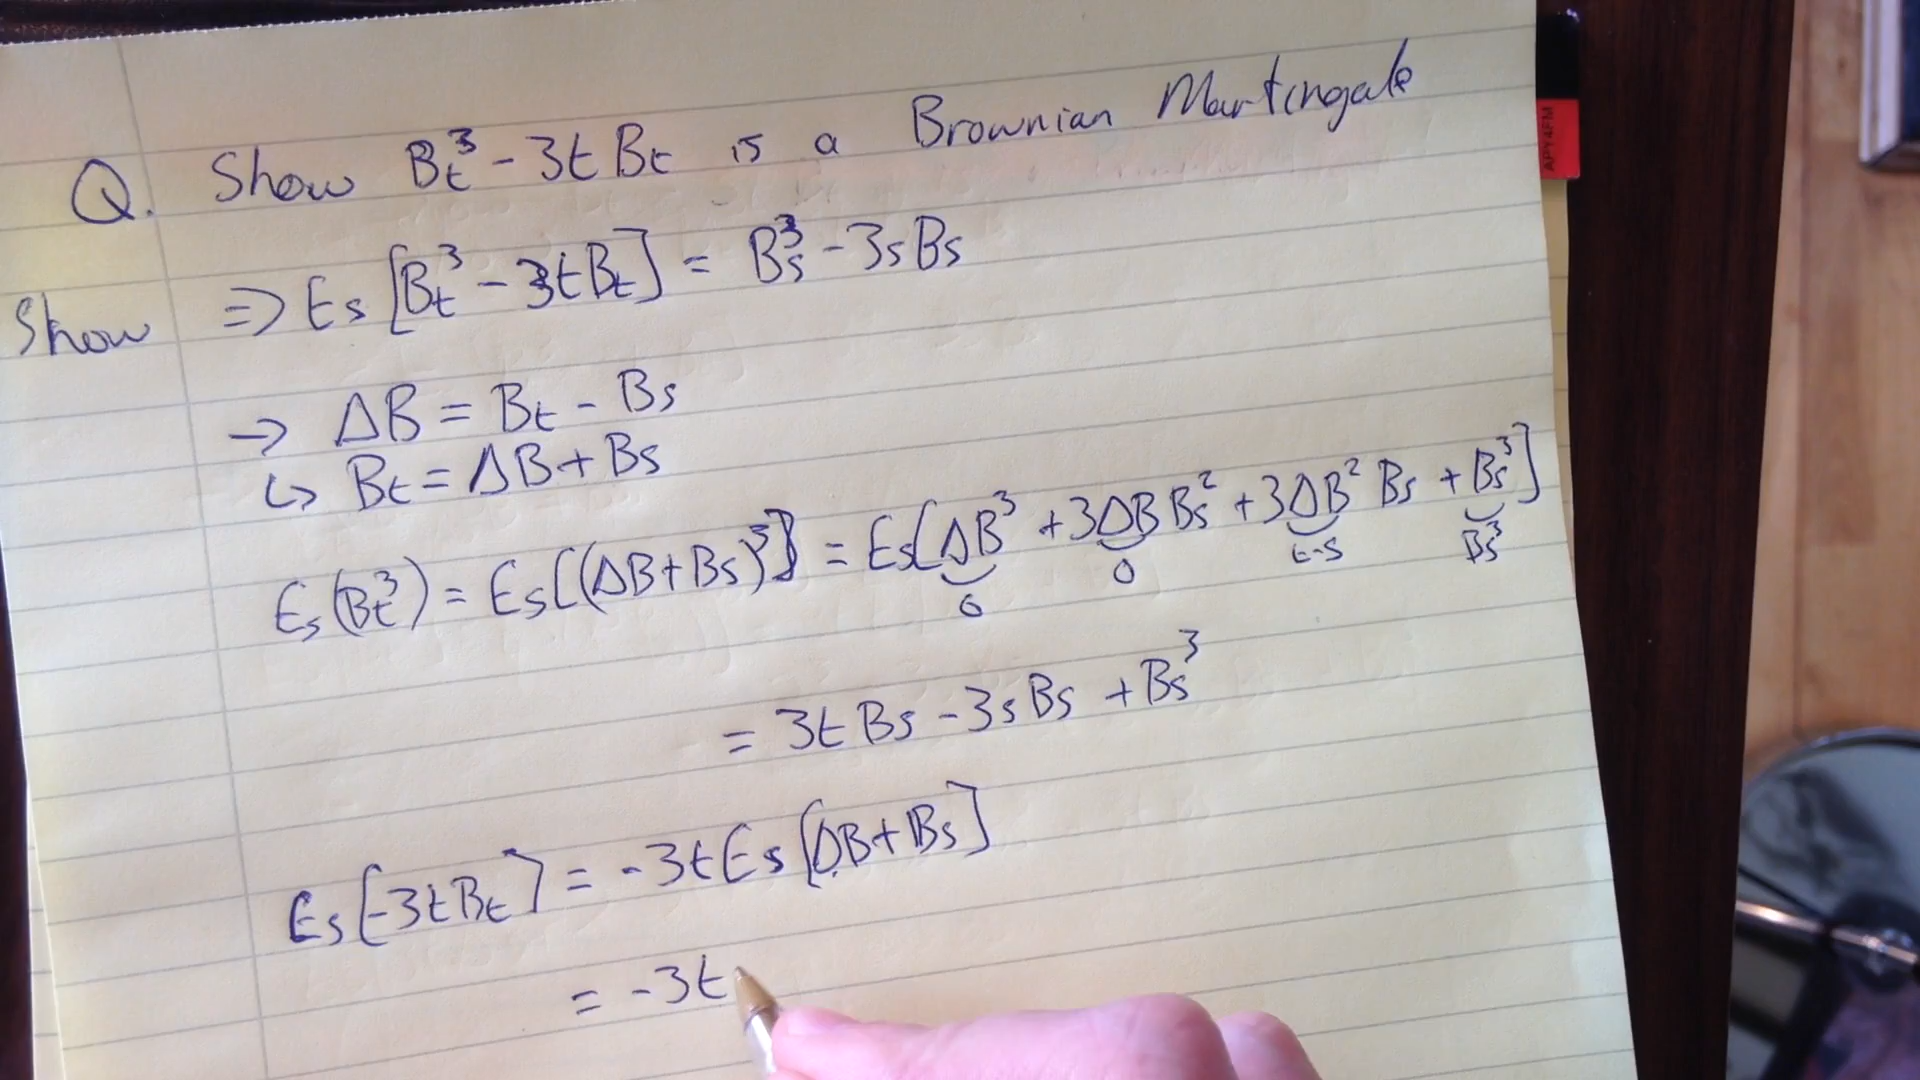 Q. Show Bt³ - 3tBt is a Brownian Martingale
Show => Es[Bt³ - 3tBt] = Bs³ - 3sBs
→ ΔB = Bt - Bs
↳ Bt = ΔB + Bs
Es(Bt³) = Es[(ΔB+Bs)³] = Es[ΔB³ + 3ΔB Bs² + 3ΔB² Bs + Bs³]
0 0 t-s Bs³
= 3tBs - 3sBs + Bs³
Es[-3tBt] = -3tEs[ΔB+Bs]
= -3t
APY4FM